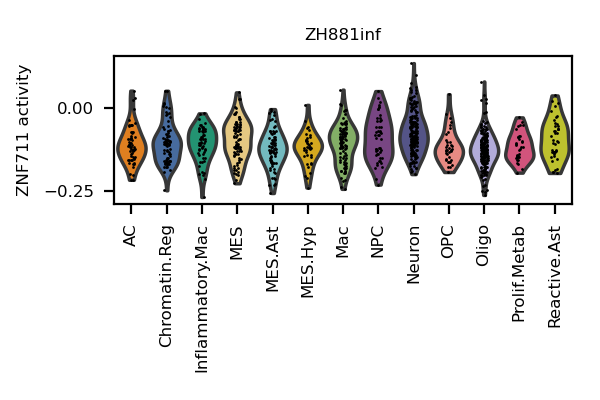 ZH881inf
ZNF711 activity
0.00
−0.25
AC
Chromatin.Reg
Inflammatory.Mac
MES
MES.Ast
MES.Hyp
Mac
NPC
Neuron
OPC
Oligo
Prolif.Metab
Reactive.Ast